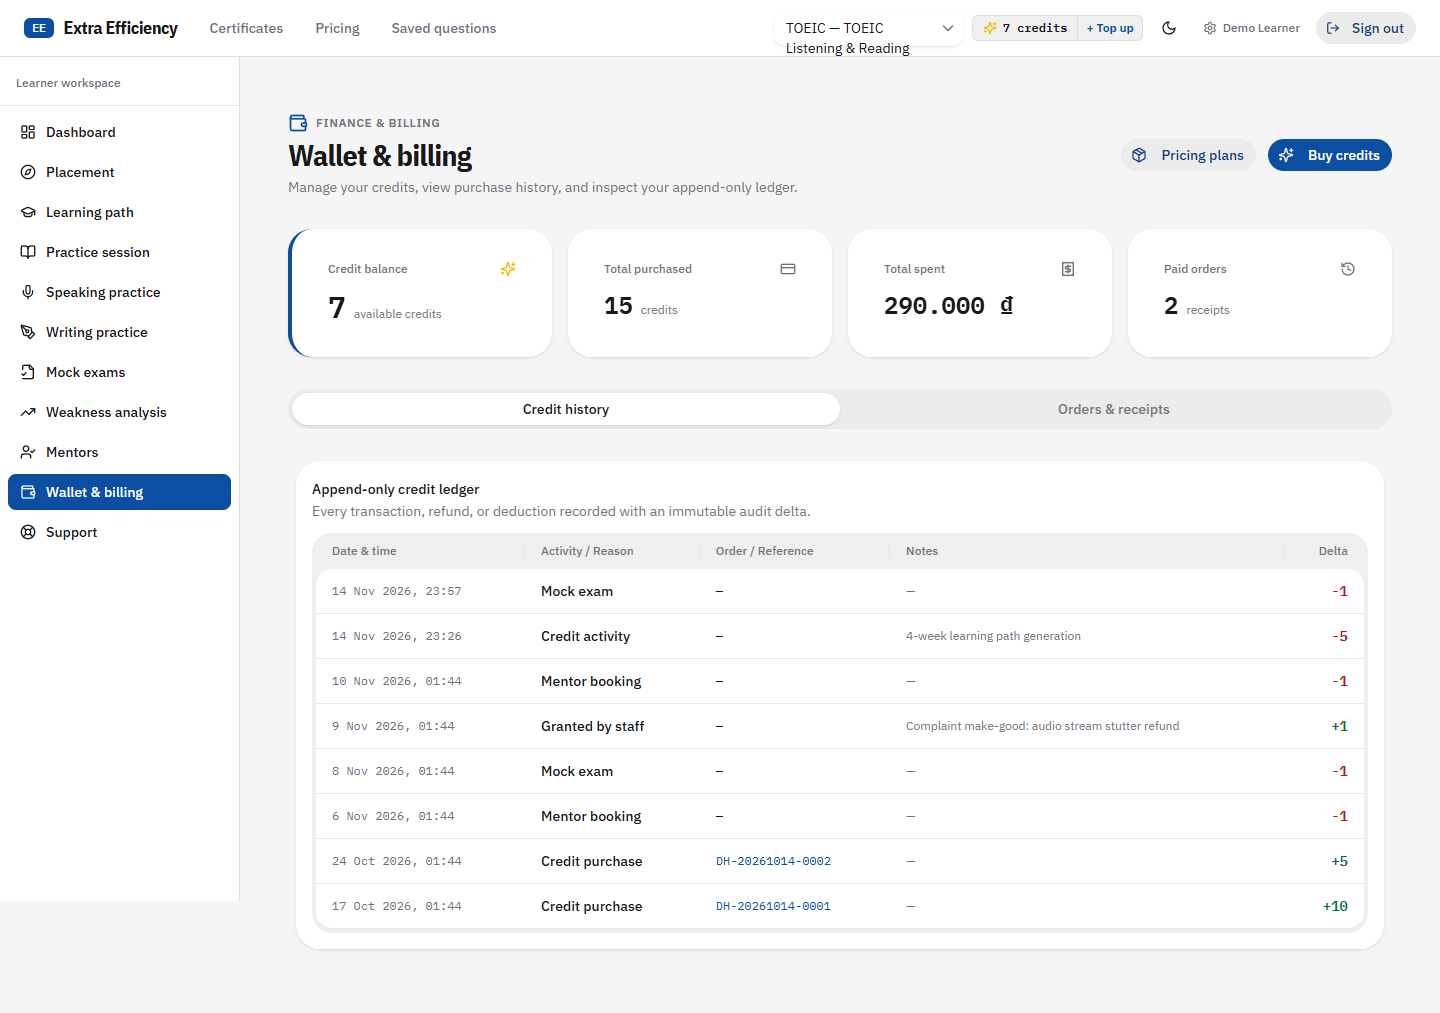 EE Extra Efficiency Certificates Pricing Saved questions
TOEIC — TOEIC
Listening & Reading
7 credits + Top up Demo Learner Sign out
Learner workspace
Dashboard
Placement
Learning path
Practice session
Speaking practice
Writing practice
Mock exams
Weakness analysis
Mentors
Wallet & billing
Support
FINANCE & BILLING
Wallet & billing
Manage your credits, view purchase history, and inspect your append-only ledger.
Pricing plans Buy credits
Credit balance
7 available credits
Total purchased
15 credits
Total spent
290.000 ₫
Paid orders
2 receipts
Credit history Orders & receipts
Append-only credit ledger
Every transaction, refund, or deduction recorded with an immutable audit delta.
Date & time Activity / Reason Order / Reference Notes Delta
14 Nov 2026, 23:57 Mock exam — — -1
14 Nov 2026, 23:26 Credit activity — 4-week learning path generation -5
10 Nov 2026, 01:44 Mentor booking — — -1
9 Nov 2026, 01:44 Granted by staff — Complaint make-good: audio stream stutter refund +1
8 Nov 2026, 01:44 Mock exam — — -1
6 Nov 2026, 01:44 Mentor booking — — -1
24 Oct 2026, 01:44 Credit purchase DH-20261014-0002 — +5
17 Oct 2026, 01:44 Credit purchase DH-20261014-0001 — +10